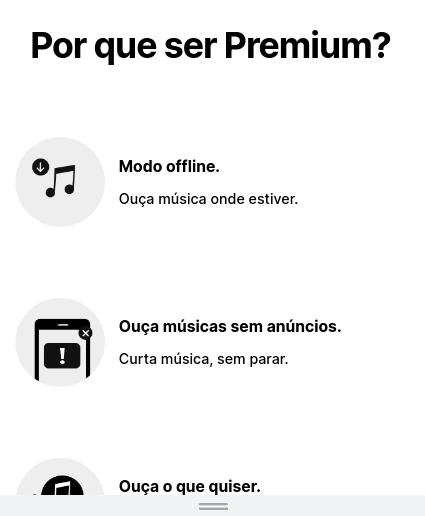 Por que ser Premium?
Modo offline.
Ouça música onde estiver.
Ouça músicas sem anúncios.
Curta música, sem parar.
Ouça o que quiser.